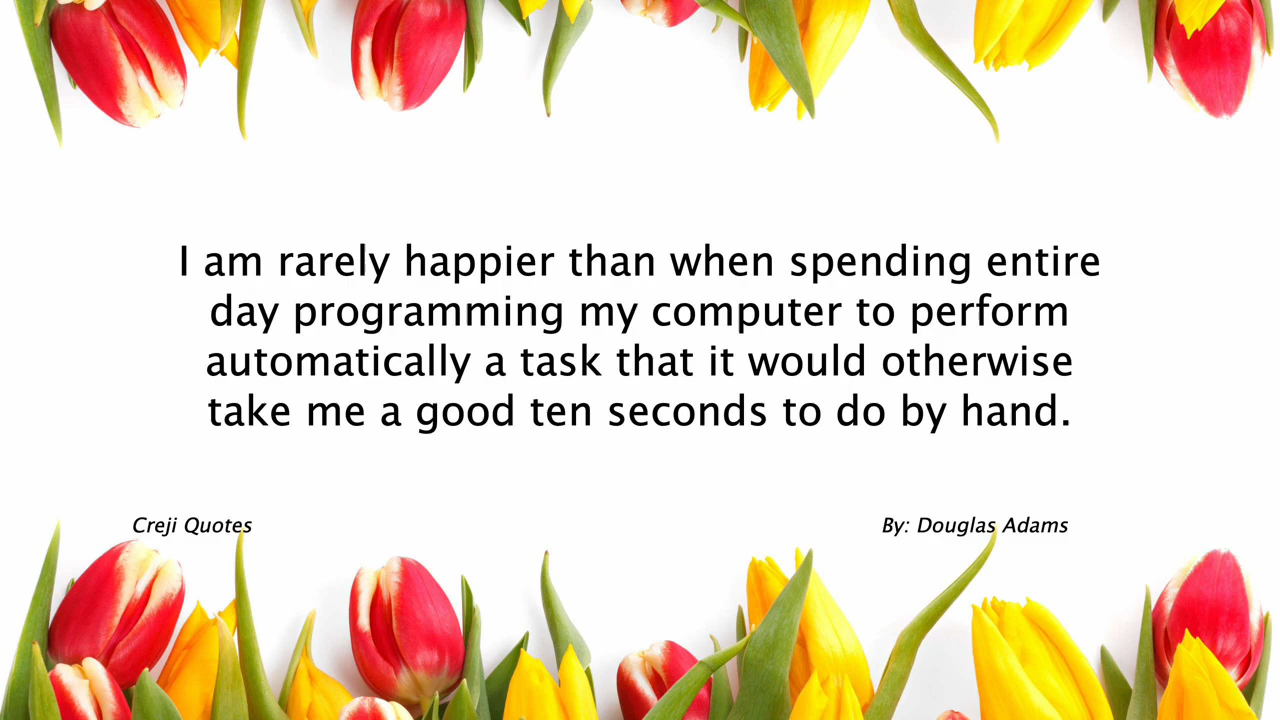 I am rarely happier than when spending entire
day programming my computer to perform
automatically a task that it would otherwise
take me a good ten seconds to do by hand.
Creji Quotes
By: Douglas Adams